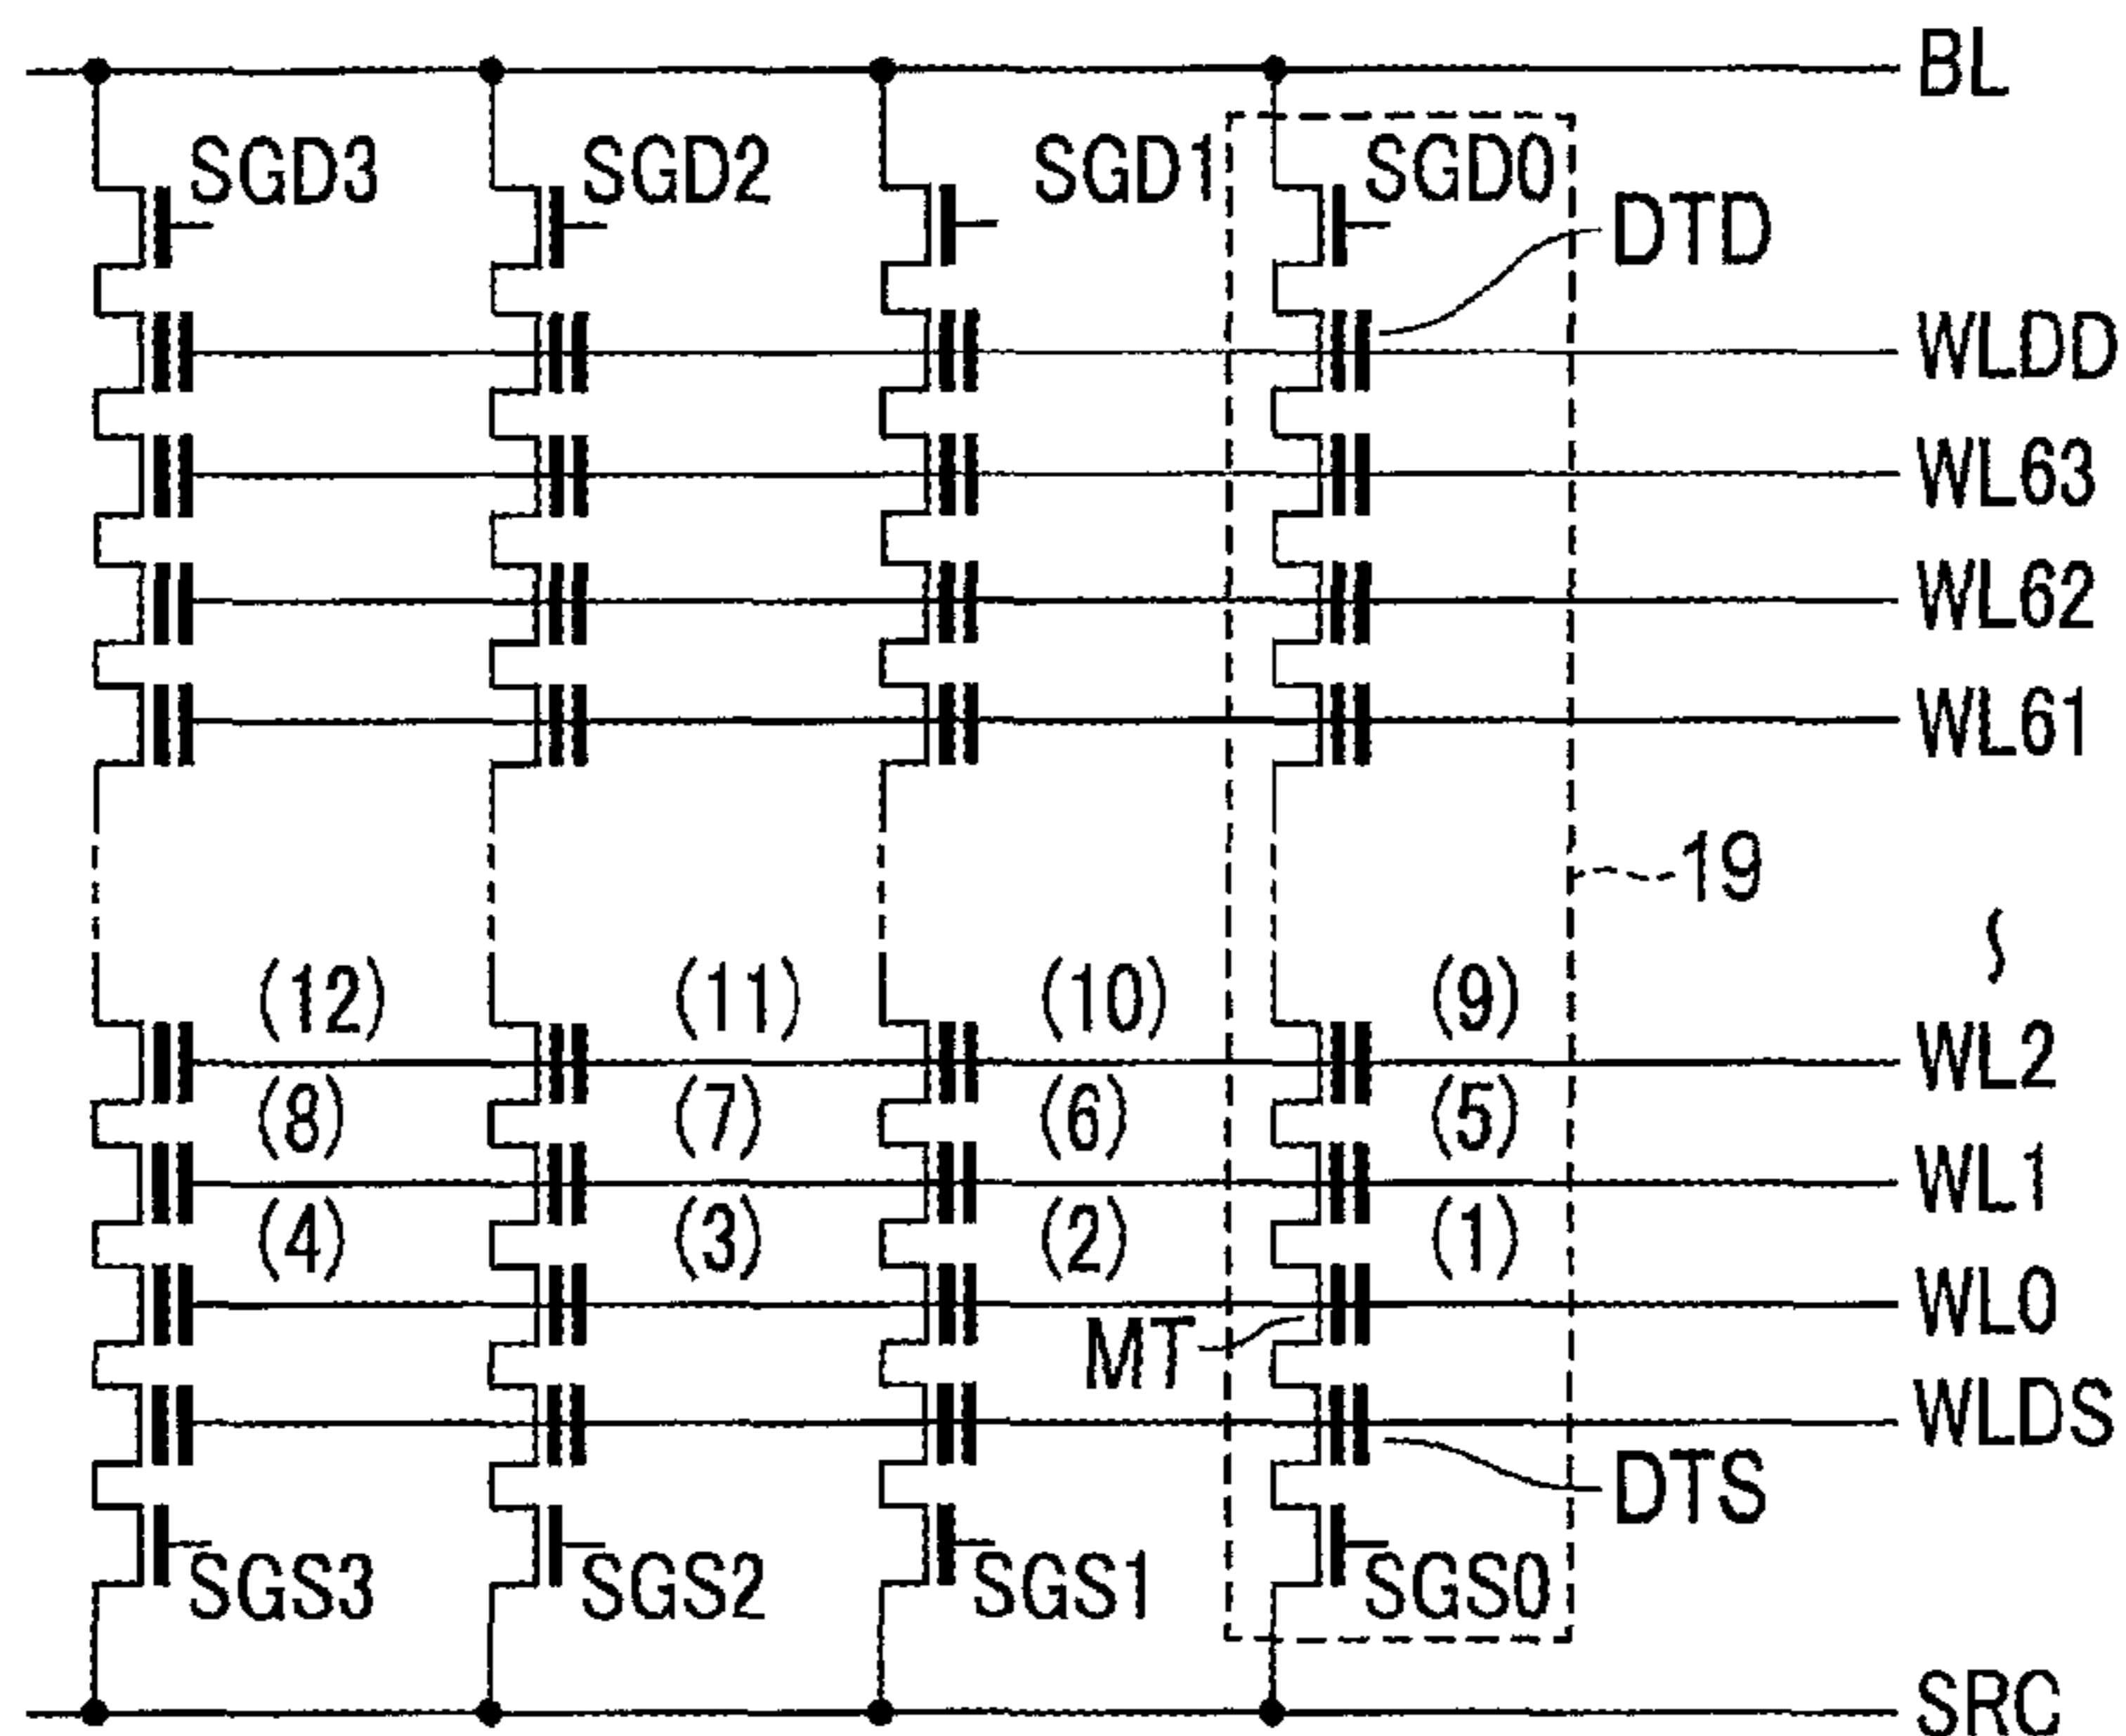 BL
SGD3 SGD2 SGD1 SGD0
DTD
WLDD
WL63
WL62
WL61
19
(12) (11) (10) (9)
WL2
(8) (7) (6) (5)
WL1
(4) (3) (2) (1)
WL0
MT
WLDS
DTS
SGS3 SGS2 SGS1 SGS0
SRC